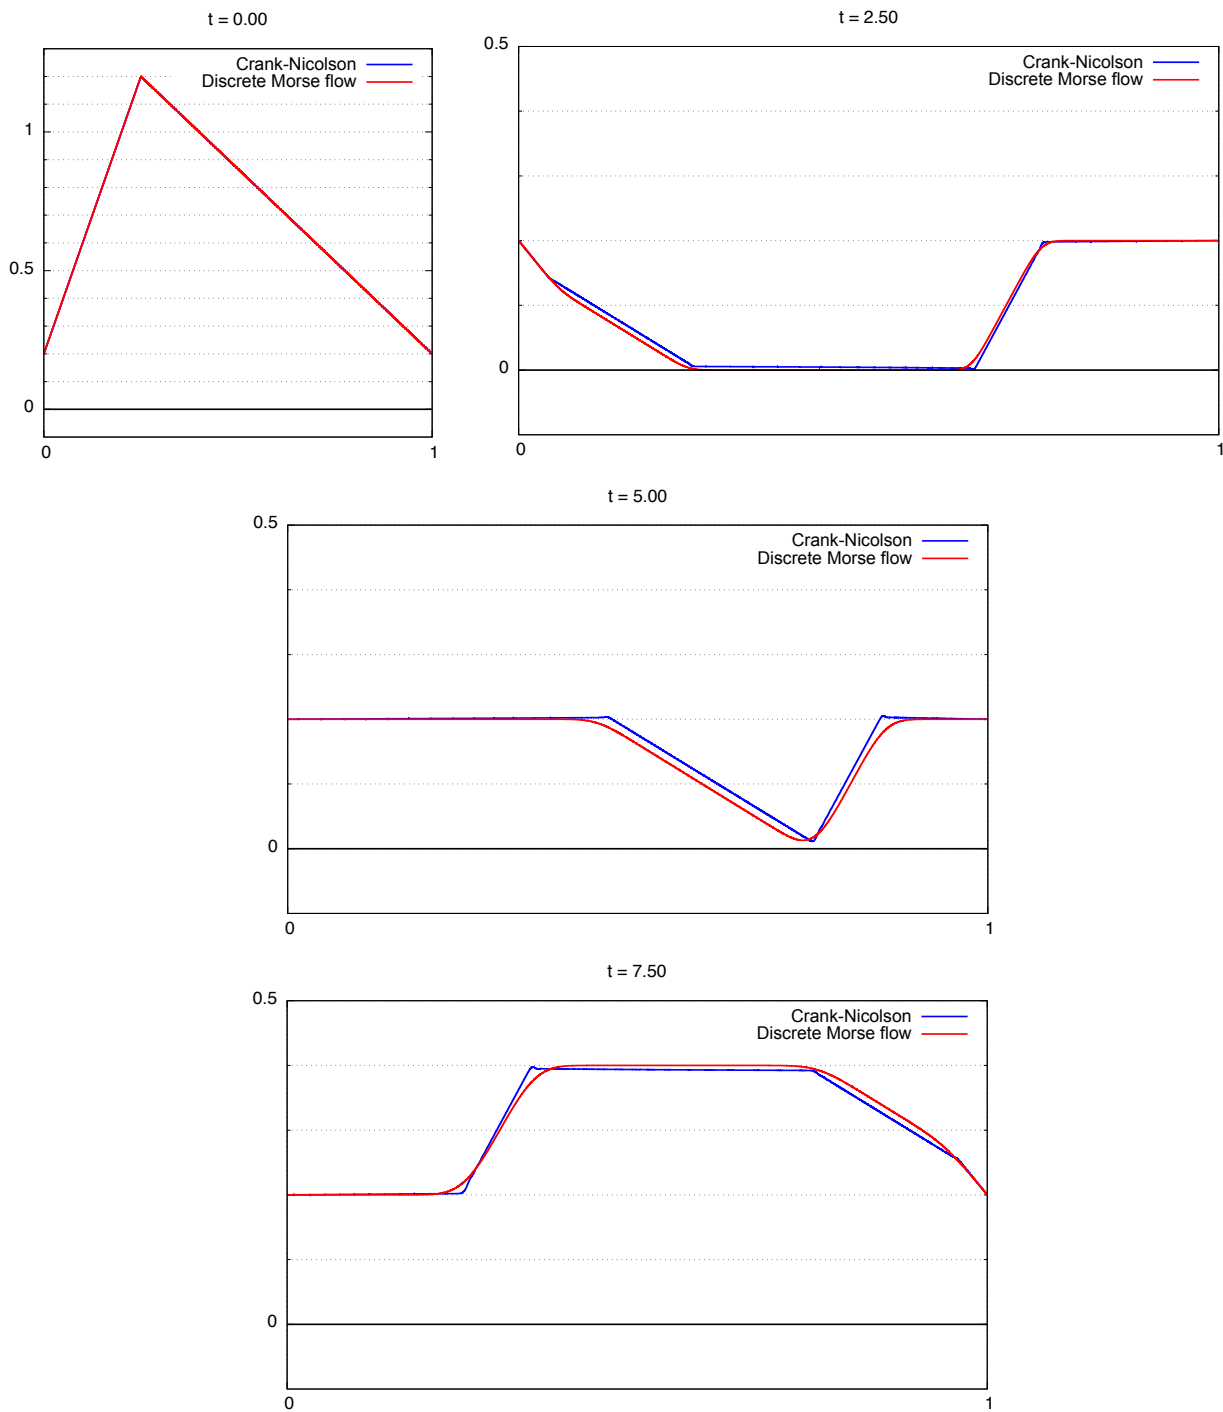 t = 0.00
Crank-Nicolson
Discrete Morse flow
1
0.5
0
0
1
t = 2.50
0.5
Crank-Nicolson
Discrete Morse flow
0
0
1
t = 5.00
0.5
Crank-Nicolson
Discrete Morse flow
0
0
1
t = 7.50
0.5
Crank-Nicolson
Discrete Morse flow
0
0
1